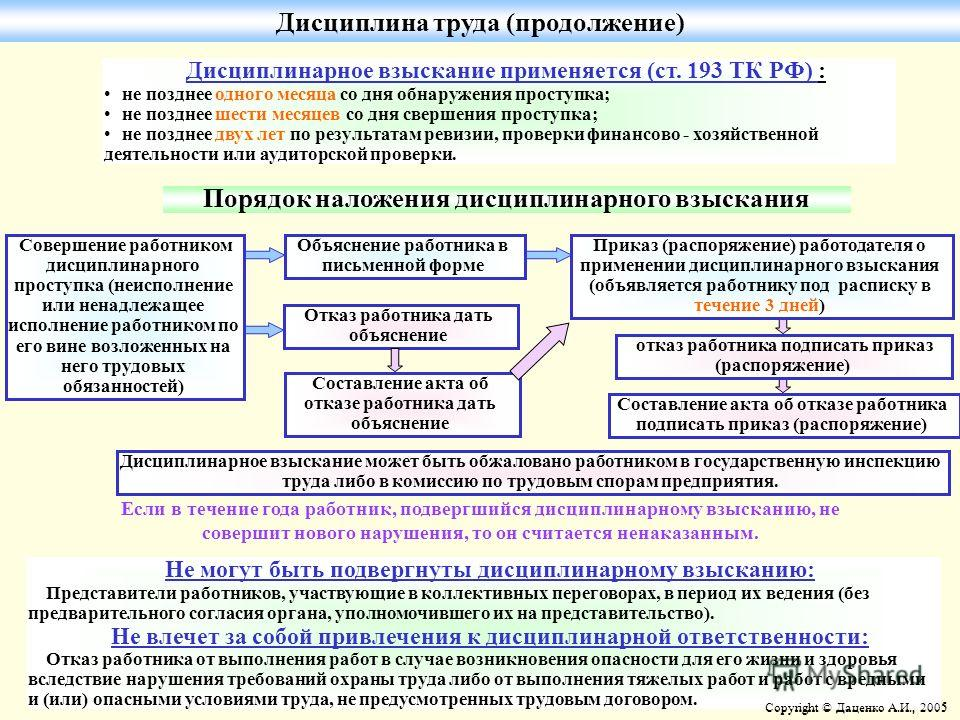 Дисциплина труда (продолжение)
Дисциплинарное взыскание применяется (ст. 193 ТК РФ) :
• не позднее одного месяца со дня обнаружения проступка;
• не позднее шести месяцев со дня свершения проступка;
• не позднее двух лет по результатам ревизии, проверки финансово - хозяйственной
деятельности или аудиторской проверки.
Порядок наложения дисциплинарного взыскания
Совершение работником
дисциплинарного
проступка (неисполнение
или ненадлежащее
исполнение работником по
его вине возложенных на
него трудовых
обязанностей)
Объяснение работника в
письменной форме
Отказ работника дать
объяснение
Составление акта об
отказе работника дать
объяснение
Приказ (распоряжение) работодателя о
применении дисциплинарного взыскания
(объявляется работнику под расписку в
течение 3 дней)
отказ работника подписать приказ
(распоряжение)
Составление акта об отказе работника
подписать приказ (распоряжение)
Дисциплинарное взыскание может быть обжаловано работником в государственную инспекцию
труда либо в комиссию по трудовым спорам предприятия.
Если в течение года работник, подвергшийся дисциплинарному взысканию, не
совершит нового нарушения, то он считается ненаказанным.
Не могут быть подвергнуты дисциплинарному взысканию:
Представители работников, участвующие в коллективных переговорах, в период их ведения (без
предварительного согласия органа, уполномочившего их на представительство).
Не влечет за собой привлечения к дисциплинарной ответственности:
Отказ работника от выполнения работ в случае возникновения опасности для его жизни и здоровья
вследствие нарушения требований охраны труда либо от выполнения тяжелых работ и работ с вредными
и (или) опасными условиями труда, не предусмотренных трудовым договором.
MyShared
Copyright © Даценко А.И., 2005